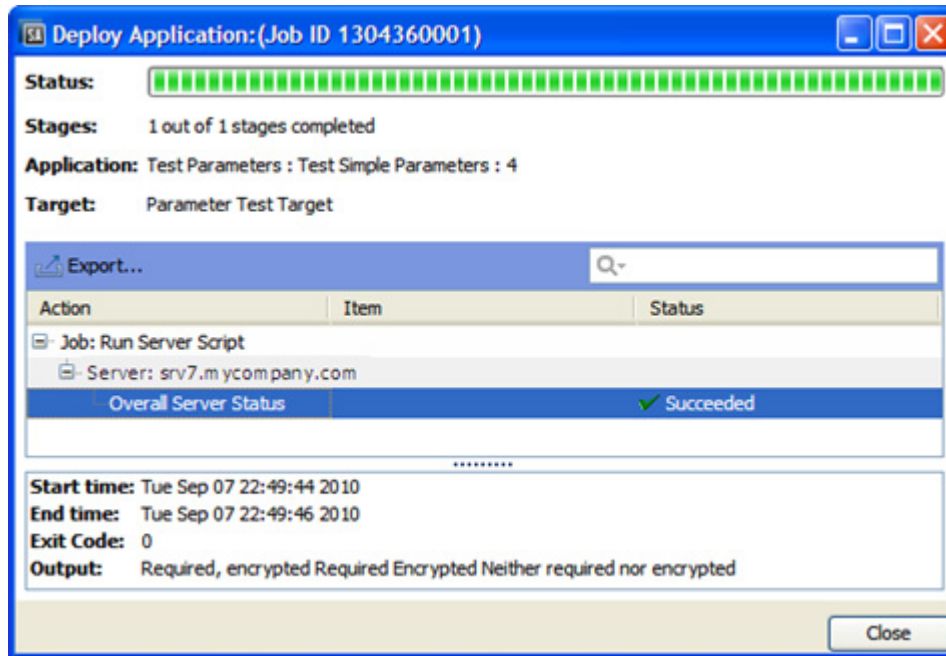 SA Deploy Application:(Job ID 1304360001)
Status:
Stages: 1 out of 1 stages completed
Application: Test Parameters : Test Simple Parameters : 4
Target: Parameter Test Target
Export...
Action Item Status
Job: Run Server Script
Server: srv7.mycompany.com
Overall Server Status Succeeded
Start time: Tue Sep 07 22:49:44 2010
End time: Tue Sep 07 22:49:46 2010
Exit Code: 0
Output: Required, encrypted Required Encrypted Neither required nor encrypted
Close